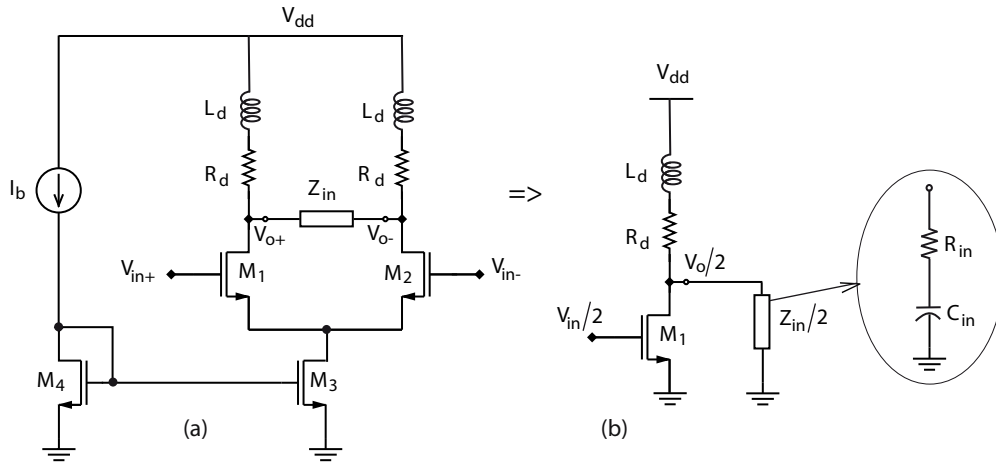 V_dd
L_d
L_d
R_d
R_d
Z_in
I_b
V_o+
V_o-
V_in+
M_1
M_2
V_in-
M_4
M_3
(a)
=>
V_dd
L_d
R_d
V_o/2
V_in/2
M_1
Z_in/2
R_in
C_in
(b)